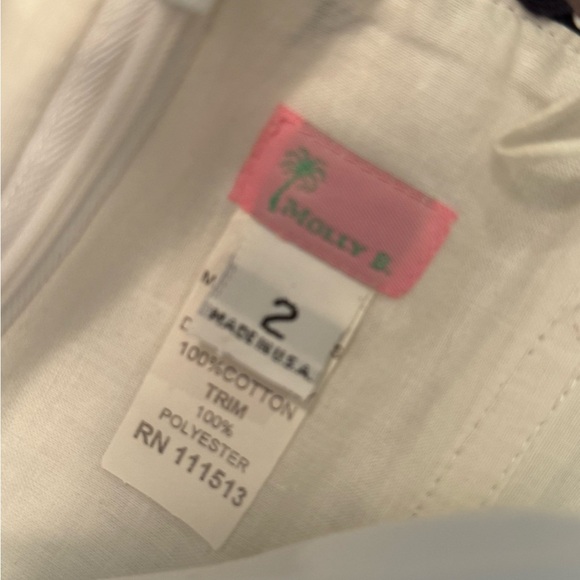 MOLLY B.
2
MADE IN U.S.A.
100%COTTON
TRIM
100%
POLYESTER
RN 111513